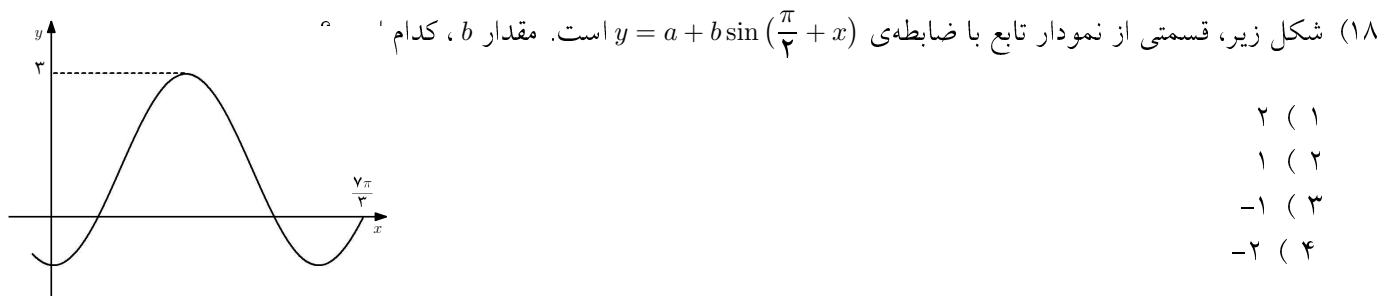 ۱۸) شکل زیر، قسمتی از نمودار تابع با ضابطه‌ی y = a + b sin (π/۲ + x) است. مقدار b ، کدام
۱ ) ۲
۲ ) ۱
۳ ) −۱
۴ ) −۲
y
۳
۷π/۳
x